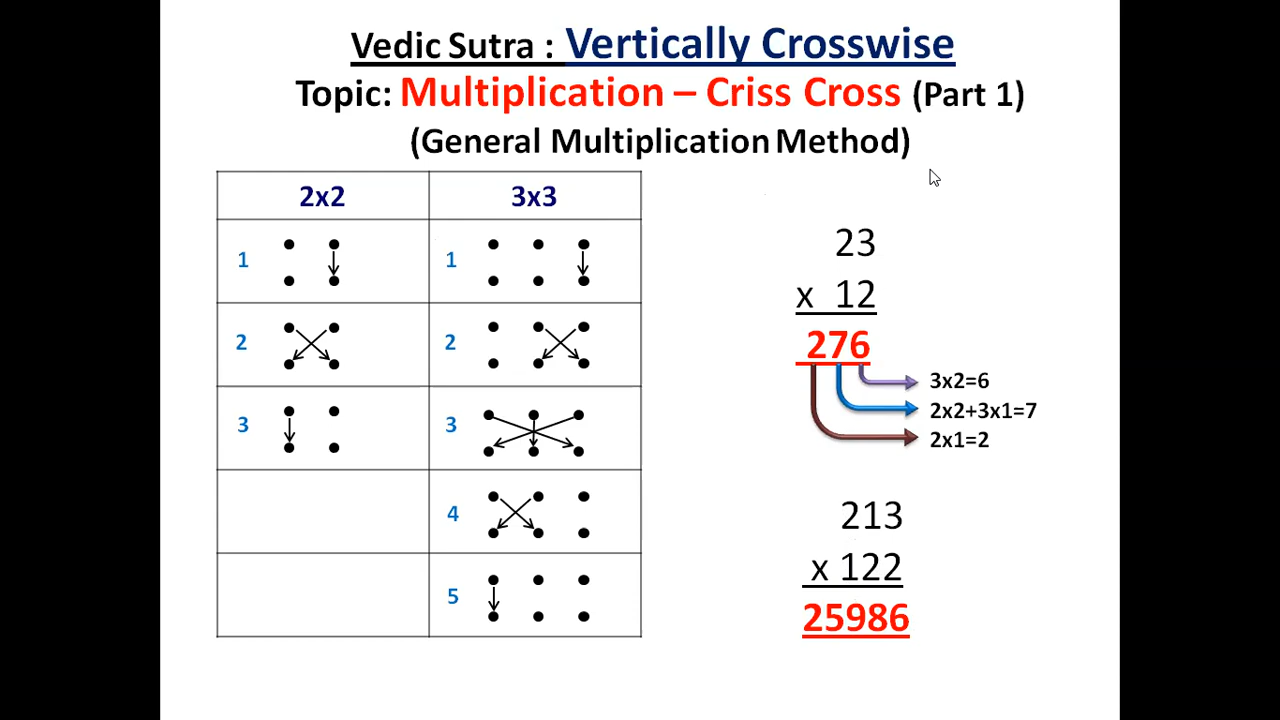 Vedic Sutra : Vertically Crosswise
Topic: Multiplication – Criss Cross (Part 1)
(General Multiplication Method)
2x2 3x3
1 1
2 2
3 3
4
5
23
x 12
276
3x2=6
2x2+3x1=7
2x1=2
213
x 122
25986